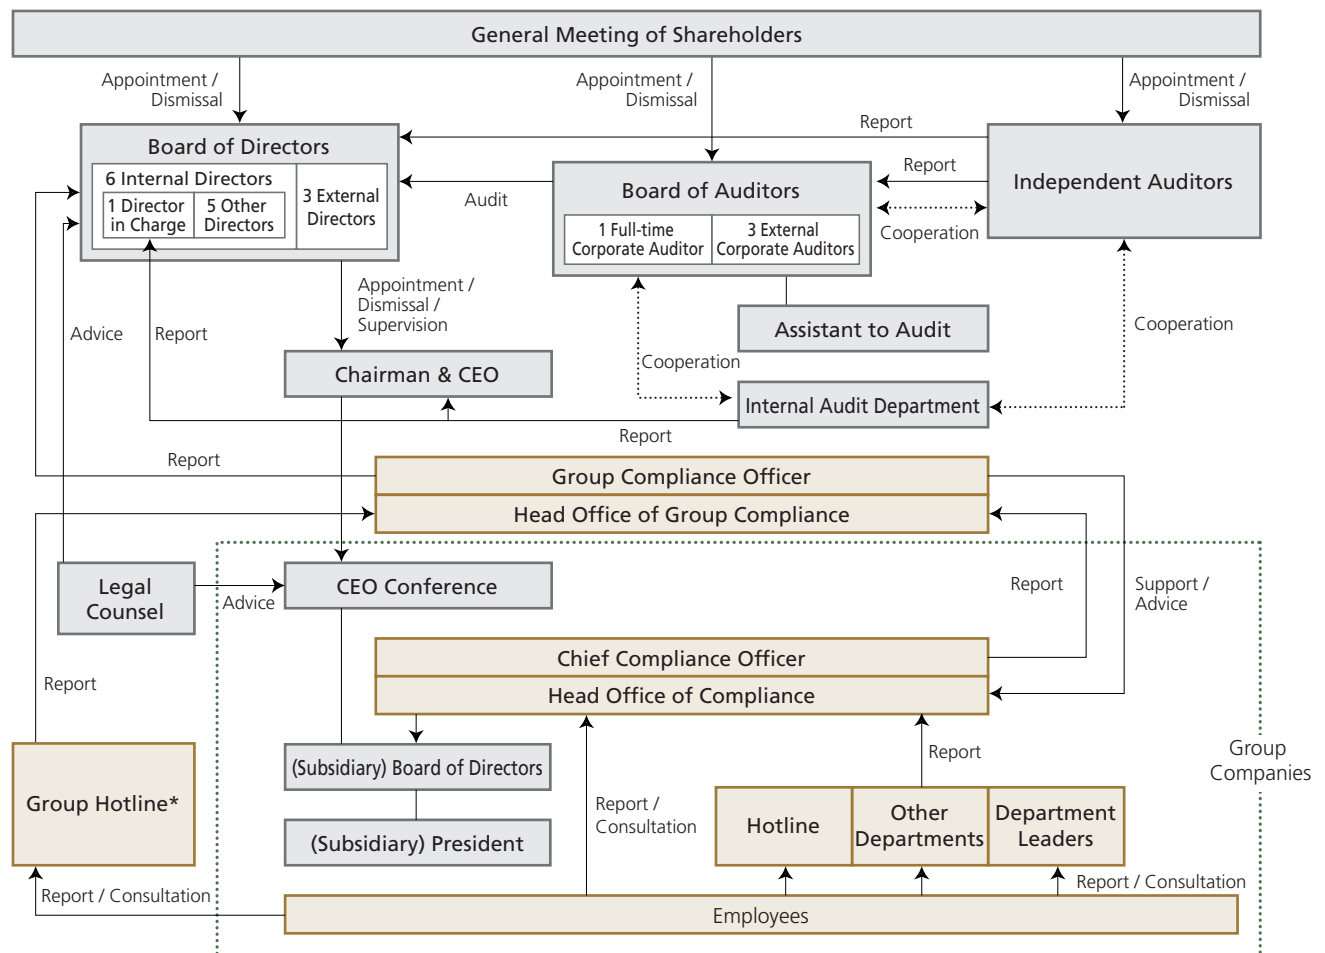 General Meeting of Shareholders
Appointment /
Dismissal
Appointment /
Dismissal
Appointment /
Dismissal
Board of Directors
6 Internal Directors
1 Director
in Charge
5 Other
Directors
3 External
Directors
Report
Audit
Board of Auditors
1 Full-time
Corporate Auditor
3 External
Corporate Auditors
Report
Cooperation
Independent Auditors
Advice
Report
Appointment /
Dismissal /
Supervision
Assistant to Audit
Cooperation
Chairman & CEO
Cooperation
Internal Audit Department
Report
Report
Group Compliance Officer
Head Office of Group Compliance
Legal
Counsel
Advice
CEO Conference
Report
Support /
Advice
Chief Compliance Officer
Head Office of Compliance
Report
(Subsidiary) Board of Directors
Report
Group
Companies
Group Hotline*
(Subsidiary) President
Report /
Consultation
Hotline
Other
Departments
Department
Leaders
Report / Consultation
Report / Consultation
Employees